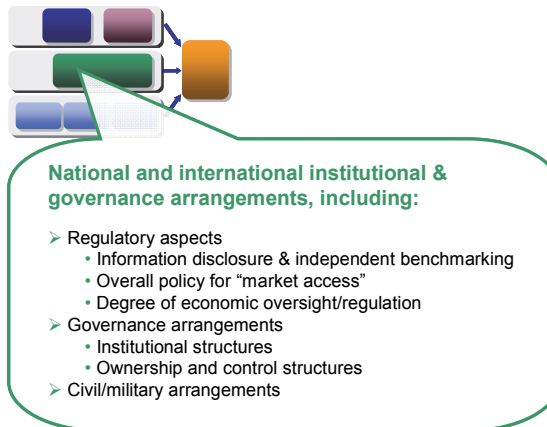 National and international institutional &
governance arrangements, including:
➢ Regulatory aspects
• Information disclosure & independent benchmarking
• Overall policy for “market access”
• Degree of economic oversight/regulation
➢ Governance arrangements
• Institutional structures
• Ownership and control structures
➢ Civil/military arrangements